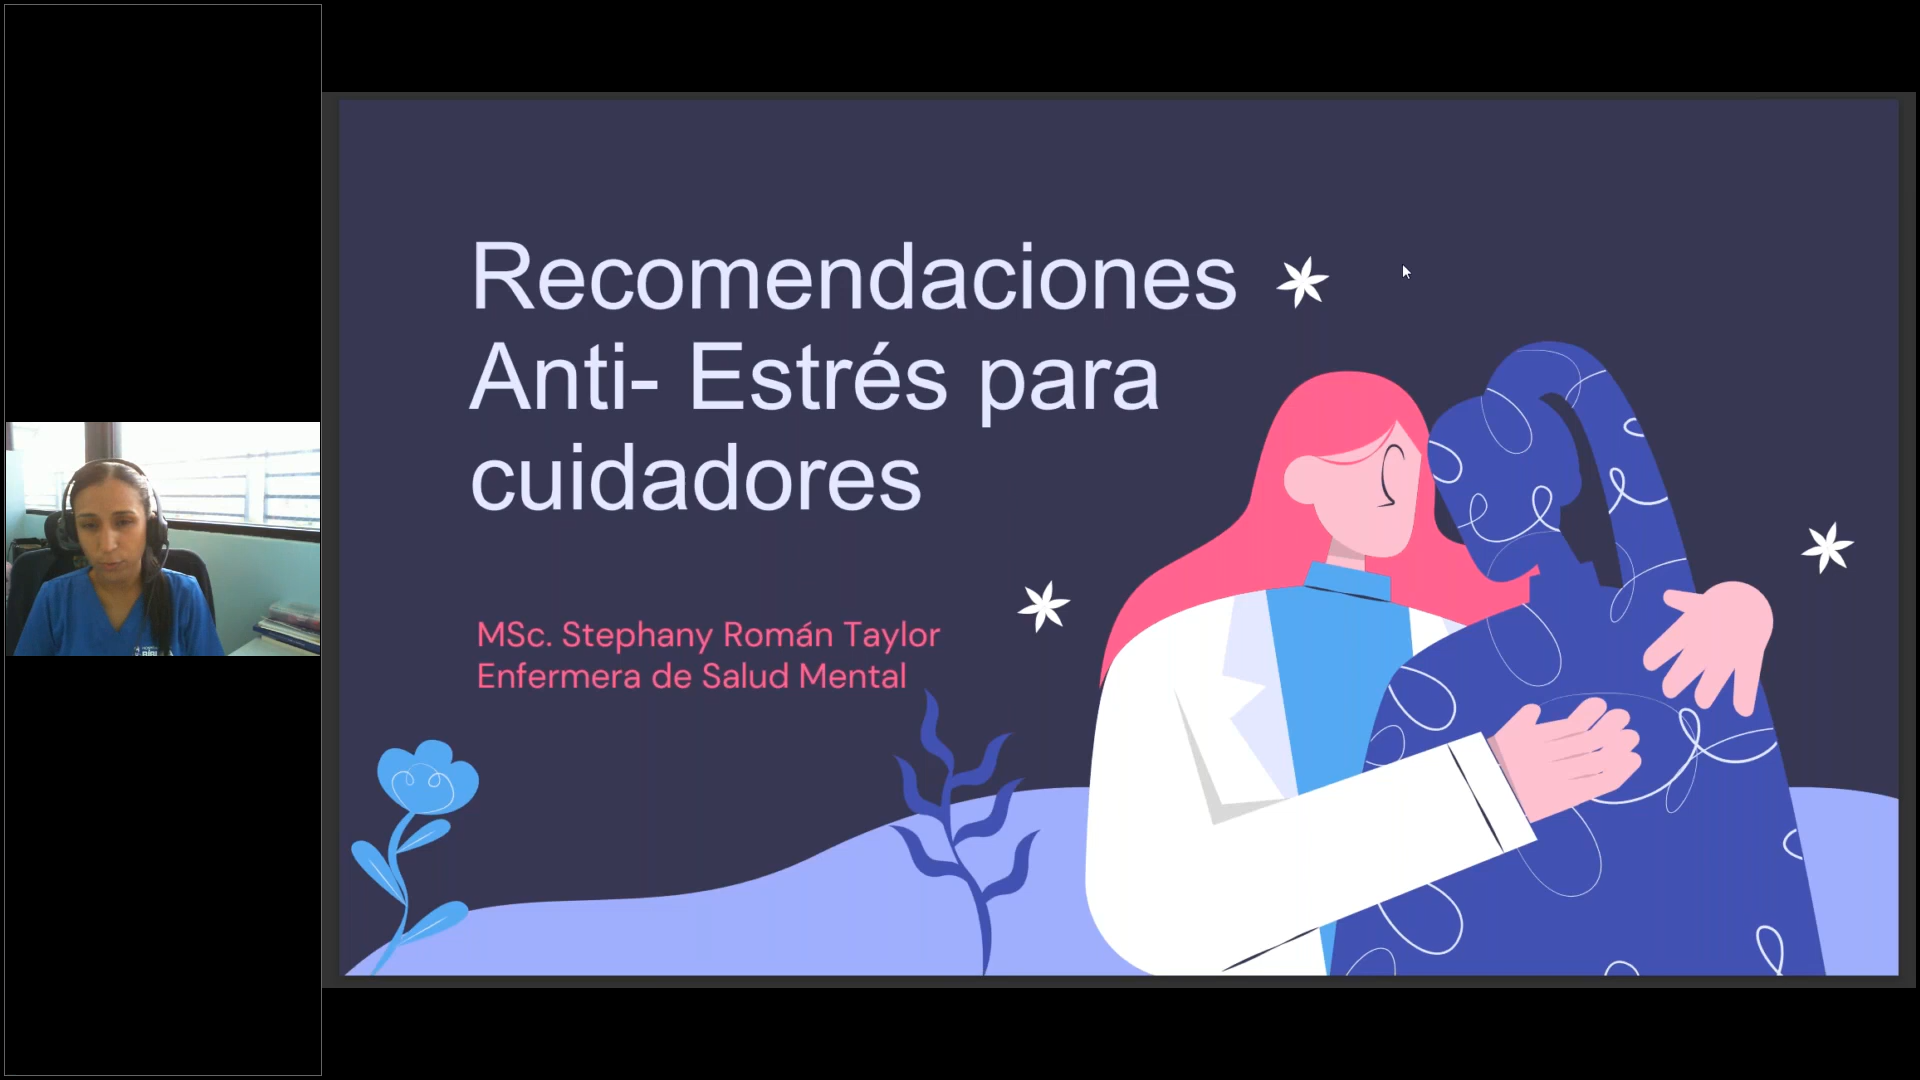 Recomendaciones
Anti- Estrés para
cuidadores
MSc. Stephany Román Taylor
Enfermera de Salud Mental